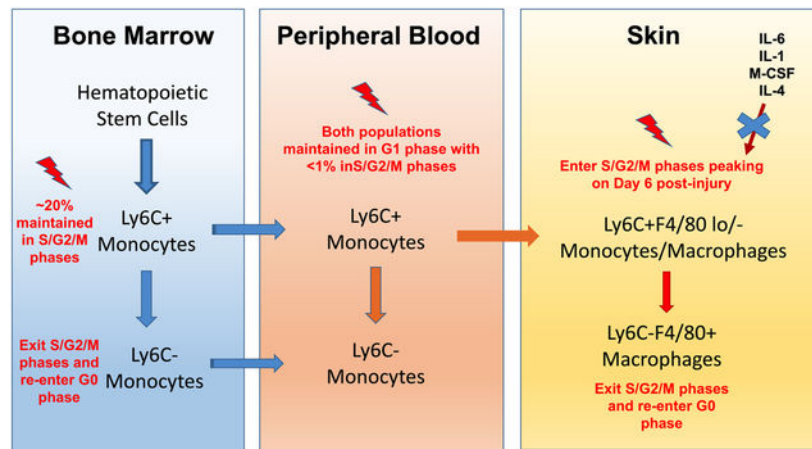 Bone Marrow
Hematopoietic
Stem Cells
~20%
maintained
in S/G2/M
phases
Ly6C+
Monocytes
Exit S/G2/M
phases and
re-enter G0
phase
Ly6C-
Monocytes
Peripheral Blood
Both populations
maintained in G1 phase with
<1% inS/G2/M phases
Ly6C+
Monocytes
Ly6C-
Monocytes
Skin
IL-6
IL-1
M-CSF
IL-4
Enter S/G2/M phases peaking
on Day 6 post-injury
Ly6C+F4/80 lo/-
Monocytes/Macrophages
Ly6C-F4/80+
Macrophages
Exit S/G2/M phases
and re-enter G0
phase